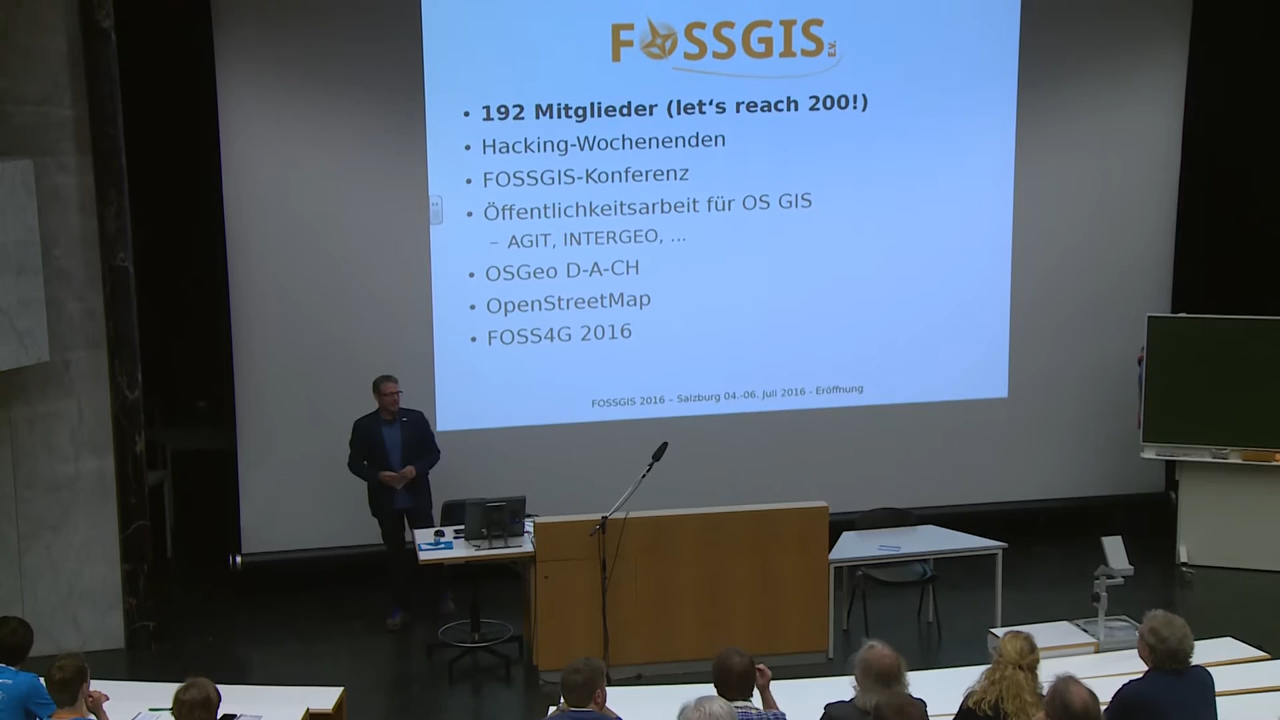 FOSSGIS e.V.
• 192 Mitglieder (let‘s reach 200!)
• Hacking-Wochenenden
• FOSSGIS-Konferenz
• Öffentlichkeitsarbeit für OS GIS
– AGIT, INTERGEO, ...
• OSGeo D-A-CH
• OpenStreetMap
• FOSS4G 2016
FOSSGIS 2016 – Salzburg 04.-06. Juli 2016 - Eröffnung